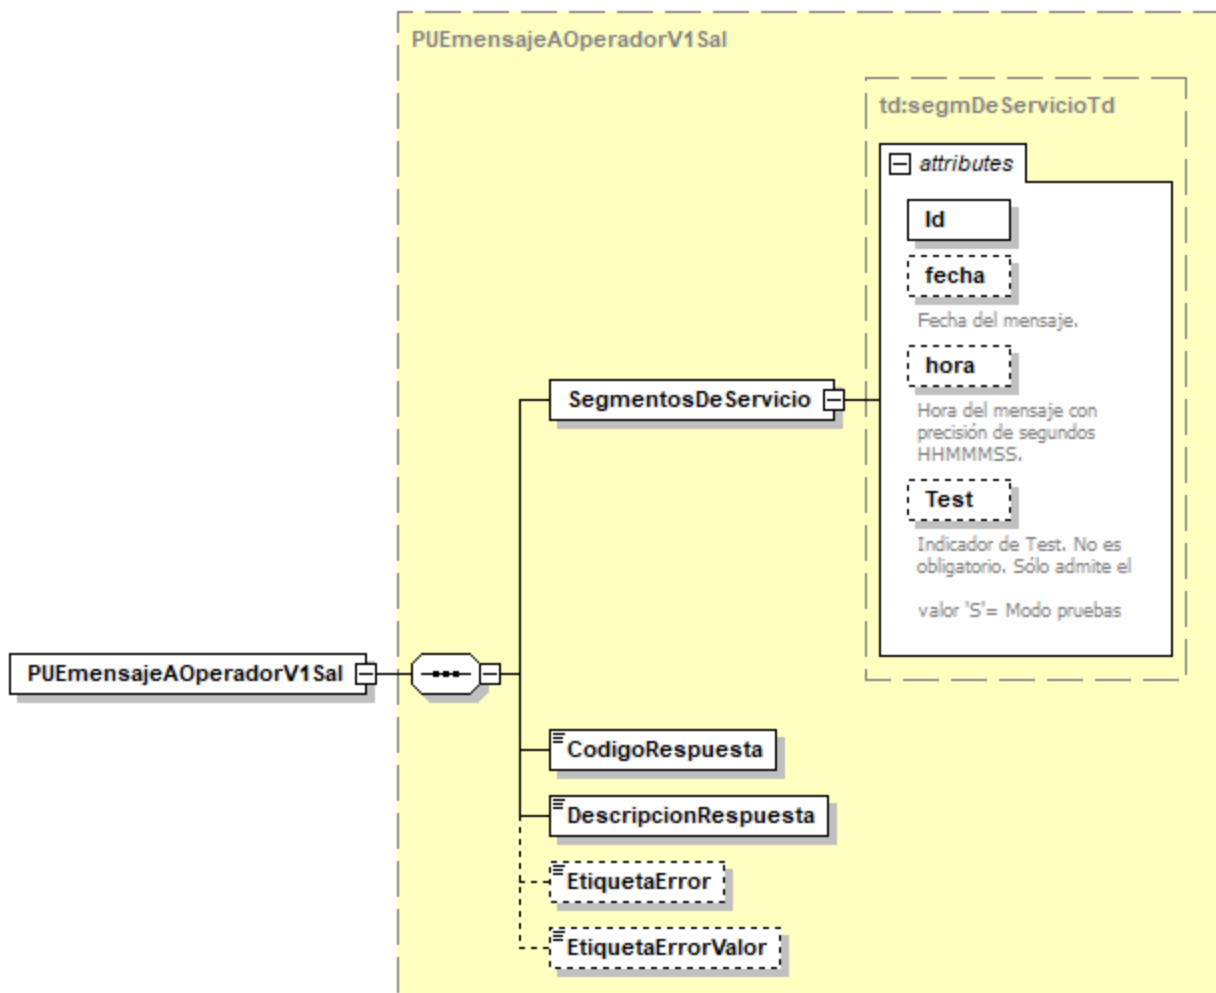 PUEmensajeAOperadorV1Sal
td:segmDeServicioTd
attributes
Id
fecha
Fecha del mensaje.
hora
Hora del mensaje con
precisión de segundos
HHMMMSS.
Test
Indicador de Test. No es
obligatorio. Sólo admite el
valor 'S'= Modo pruebas
SegmentosDeServicio
PUEmensajeAOperadorV1Sal
CodigoRespuesta
DescripcionRespuesta
EtiquetaError
EtiquetaErrorValor